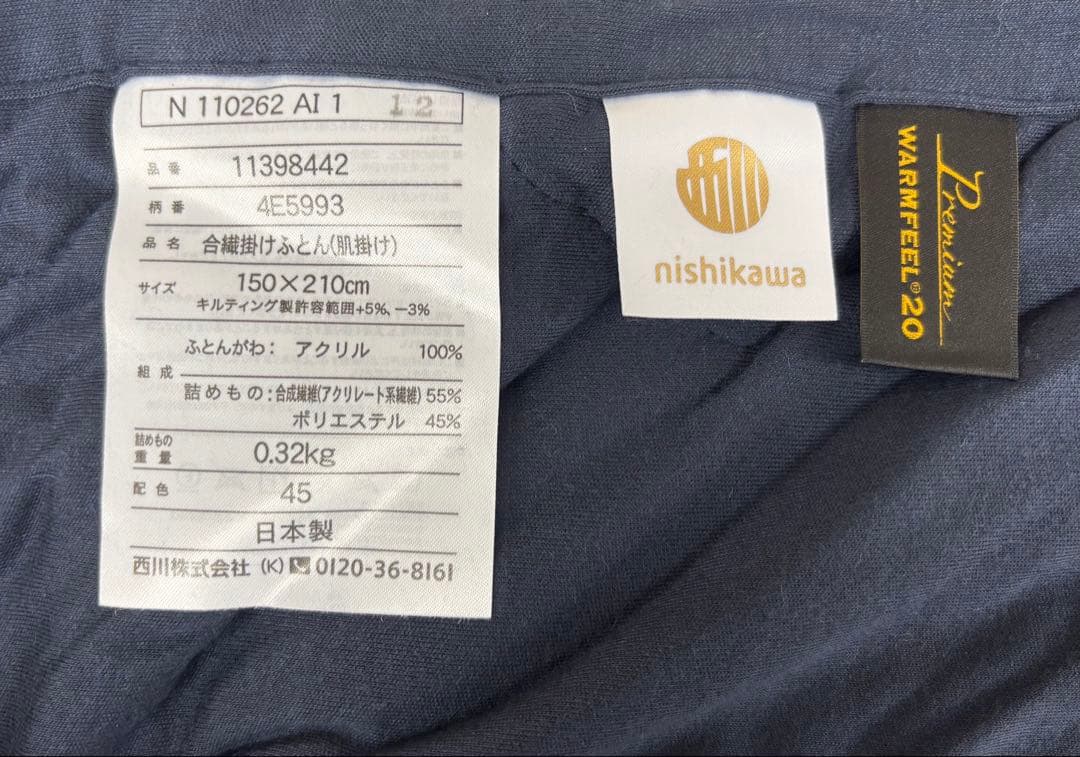 N 110262 AI 1 12
品番 11398442
柄番 4E5993
品名 合繊掛けふとん(肌掛け)
サイズ 150×210cm
キルティング製許容範囲+5%、−3%
組成 ふとんがわ: アクリル 100%
詰めもの:合成繊維(アクリレート系繊維) 55%
ポリエステル 45%
詰めもの重量 0.32kg
配色 45
日本製
西川株式会社 (K) 0120-36-8161
西川
nishikawa
Premium
WARMFEEL®20